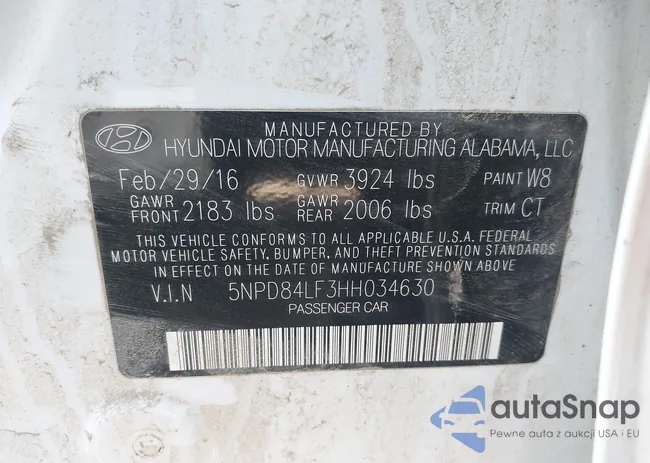 MANUFACTURED BY
HYUNDAI MOTOR MANUFACTURING ALABAMA, LLC
Feb/29/16 GVWR 3924 lbs PAINT W8
GAWR FRONT 2183 lbs GAWR REAR 2006 lbs TRIM CT
THIS VEHICLE CONFORMS TO ALL APPLICABLE U.S.A. FEDERAL
MOTOR VEHICLE SAFETY, BUMPER, AND THEFT PREVENTION STANDARDS
IN EFFECT ON THE DATE OF MANUFACTURE SHOWN ABOVE
V.I.N 5NPD84LF3HH034630
PASSENGER CAR
autaSnap
Pewne auta z aukcji USA i EU